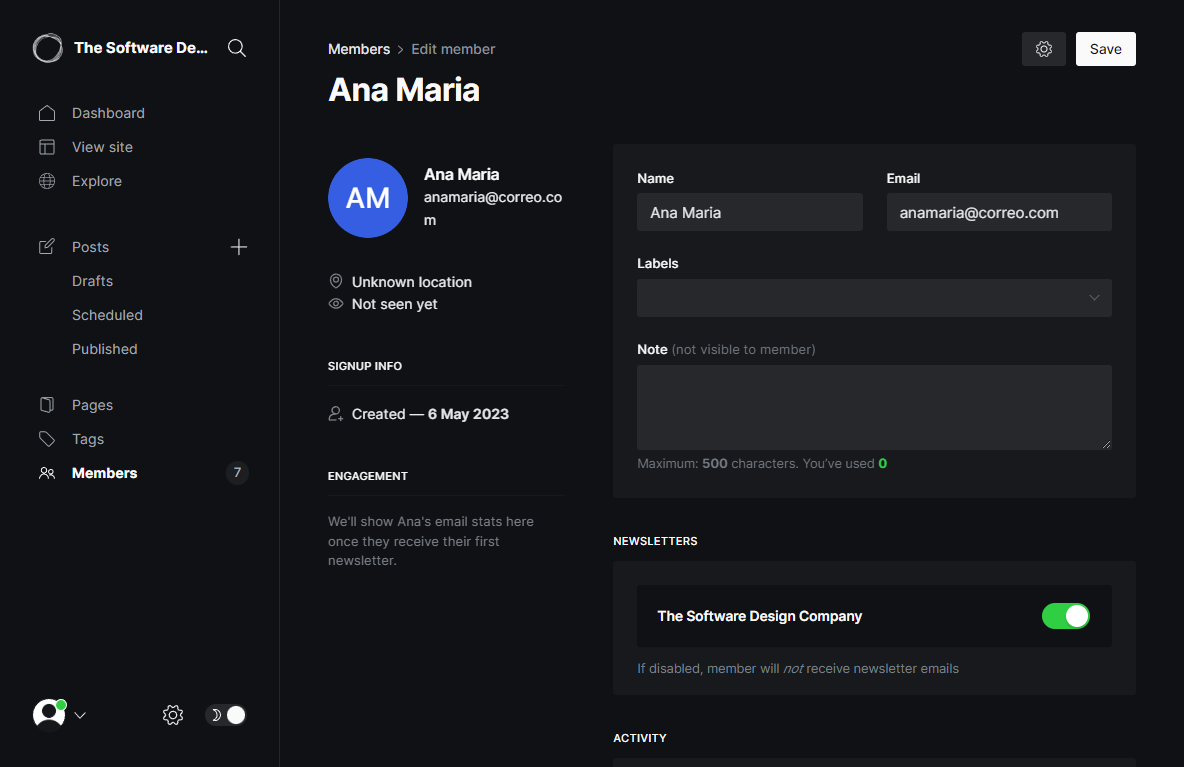 The Software De...
Dashboard
View site
Explore
Posts
Drafts
Scheduled
Published
Pages
Tags
Members
7
Members > Edit member
Save
Ana Maria
AM
Ana Maria
anamaria@correo.co
m
Unknown location
Not seen yet
SIGNUP INFO
Created — 6 May 2023
ENGAGEMENT
We'll show Ana's email stats here
once they receive their first
newsletter.
Name
Email
Ana Maria
anamaria@correo.com
Labels
Note (not visible to member)
Maximum: 500 characters. You've used 0
NEWSLETTERS
The Software Design Company
If disabled, member will not receive newsletter emails
ACTIVITY